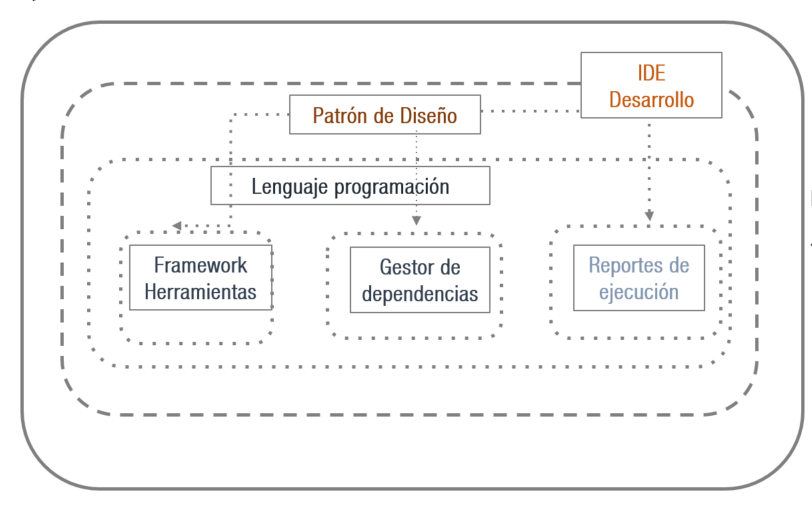 IDE
Desarrollo
Patrón de Diseño
Lenguaje programación
Framework
Herramientas
Gestor de
dependencias
Reportes de
ejecución